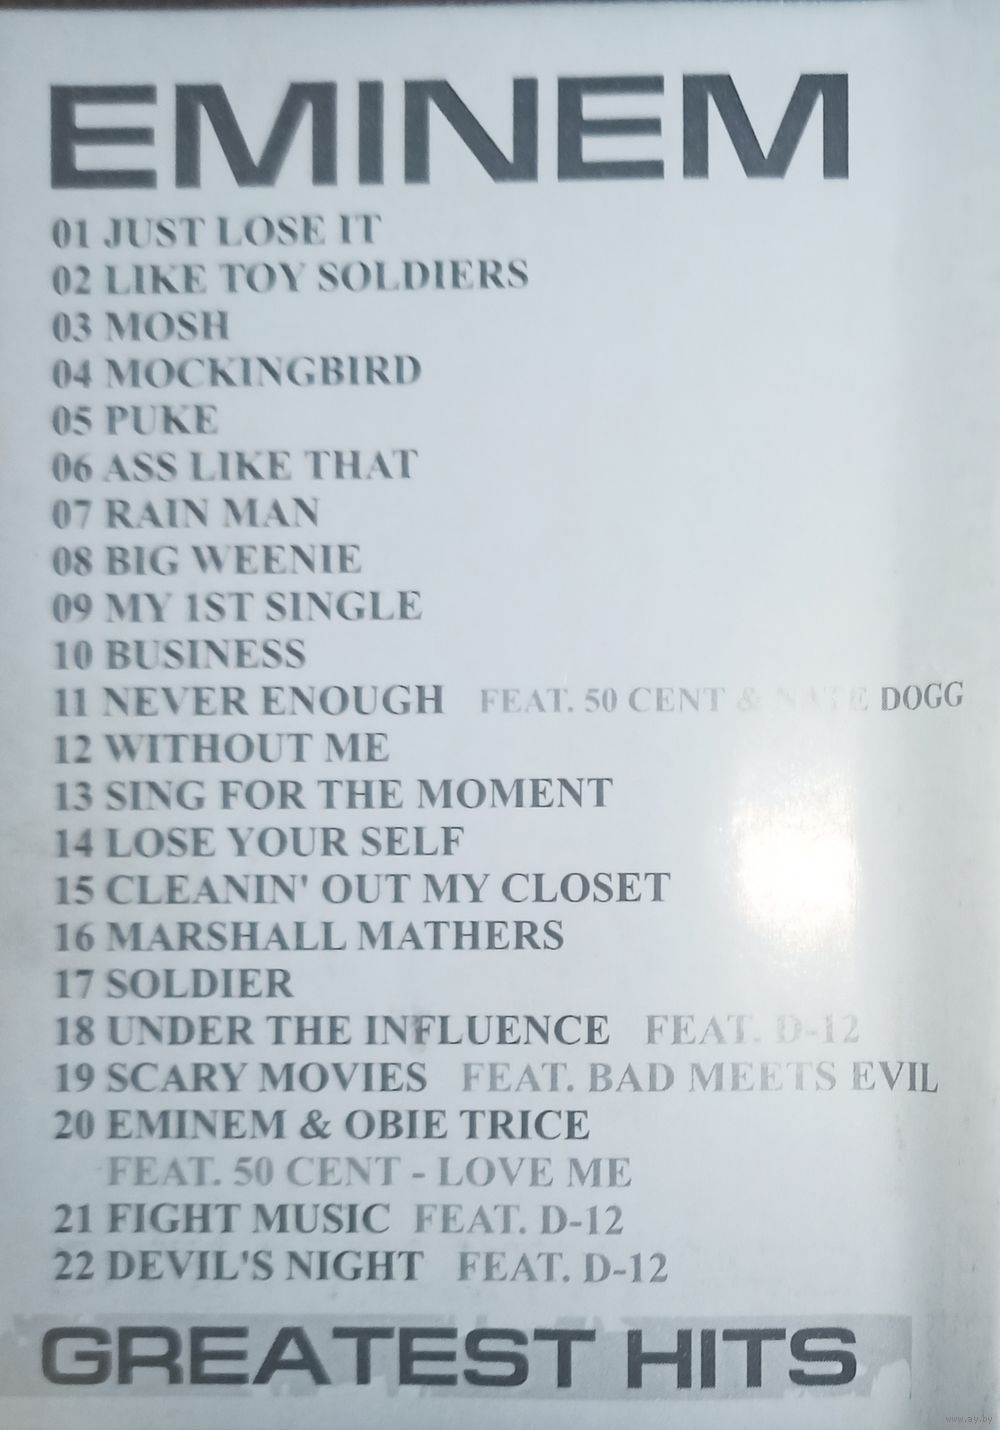 EMINEM
01 JUST LOSE IT
02 LIKE TOY SOLDIERS
03 MOSH
04 MOCKINGBIRD
05 PUKE
06 ASS LIKE THAT
07 RAIN MAN
08 BIG WEENIE
09 MY 1ST SINGLE
10 BUSINESS
11 NEVER ENOUGH FEAT. 50 CENT & NATE DOGG
12 WITHOUT ME
13 SING FOR THE MOMENT
14 LOSE YOUR SELF
15 CLEANIN' OUT MY CLOSET
16 MARSHALL MATHERS
17 SOLDIER
18 UNDER THE INFLUENCE FEAT. D-12
19 SCARY MOVIES FEAT. BAD MEETS EVIL
20 EMINEM & OBIE TRICE
FEAT. 50 CENT - LOVE ME
21 FIGHT MUSIC FEAT. D-12
22 DEVIL'S NIGHT FEAT. D-12
GREATEST HITS
www.ay.by